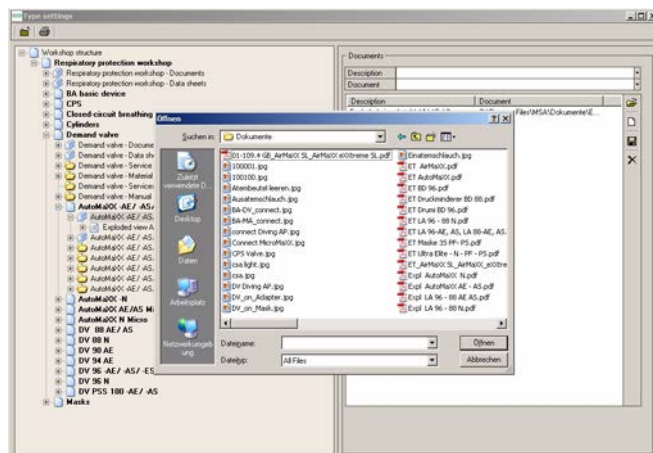 Type settings
Workshop structure
Respiratory protection workshop
Respiratory protection workshop - Documents
Respiratory protection workshop - Data sheets
BA basic device
CPS
Closed-circuit breathing
Cylinders
Demand valve
Demand valve - Docume
Demand valve - Data sh
Demand valve - Service
Demand valve - Material
Demand valve - Services
Demand valve - Manual
AutoMaXX -AE/ -AS/
AutoMaXX -AE/ -AS.
Exploded view A
AutoMaXX -AE/ -AS.
AutoMaXX -AE/ -AS.
AutoMaXX -AE/ -AS.
AutoMaXX -AE/ -AS.
AutoMaXX -AE/ -AS.
AutoMaXX -N
AutoMaXX AE/AS Mi
AutoMaXX N Micro
DV 88 AE/ AS
DV 88 N
DV 90 AE
DV 94 AE
DV 96 -AE/ -AS/ -ES
DV 96 N
DV PSS 100 -AE/ -AS
Masks
Documents
Description
Document
Description Document
Files\MSA\Dokumente\E...
Öffnen
Suchen in: Dokumente
Zuletzt verwendete D...
Desktop
Daten
Arbeitsplatz
Netzwerkumgebung
01-109.4 GB_AirMaXX SL_AirMaXX eXXtreme SL.pdf
100001.jpg
100100.jpg
Atembeutel leeren.jpg
Ausatemschlauch.jpg
BA-DV_connect.jpg
BA-MA_connect.jpg
connect Diving AP.jpg
Connect MicroMaXX.jpg
CPS Valve.jpg
csa light.jpg
csa.jpg
DV Diving AP.jpg
DV_on_Adapter.jpg
DV_on_Mask.jpg
Einatemschlauch.jpg
ET AirMaXX.pdf
ET AutoMaXX.pdf
ET BD 96.pdf
ET Druckminderer BD 88.pdf
ET Drumi BD 96.pdf
ET LA 96 - 88 N.pdf
ET LA 96-AE, AS, LA 88-AE, AS.
ET Maske 3S PF- PS.pdf
ET Ultra Elite - N - PF - PS.pdf
ET_AirMaXX SL_AirMaXX_eXXtre
Expl AutoMaXX N.pdf
Expl AutoMaXX AE - AS.pdf
Expl LA 96 - 88 AE AS.pdf
Expl LA 96 - 88 N.pdf
Dateiname:
Öffnen
Dateityp: All Files
Abbrechen